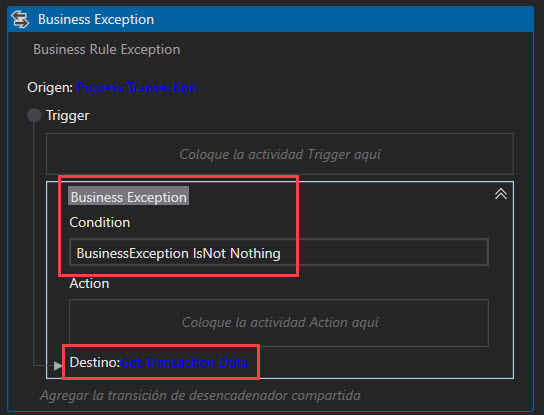 Business Exception
Business Rule Exception
Origen: Process Transaction
Trigger
Coloque la actividad Trigger aquí
Business Exception
Condition
BusinessException IsNot Nothing
Action
Coloque la actividad Action aquí
Destino:Get Transaction Data
Agregar la transición de desencadenador compartida